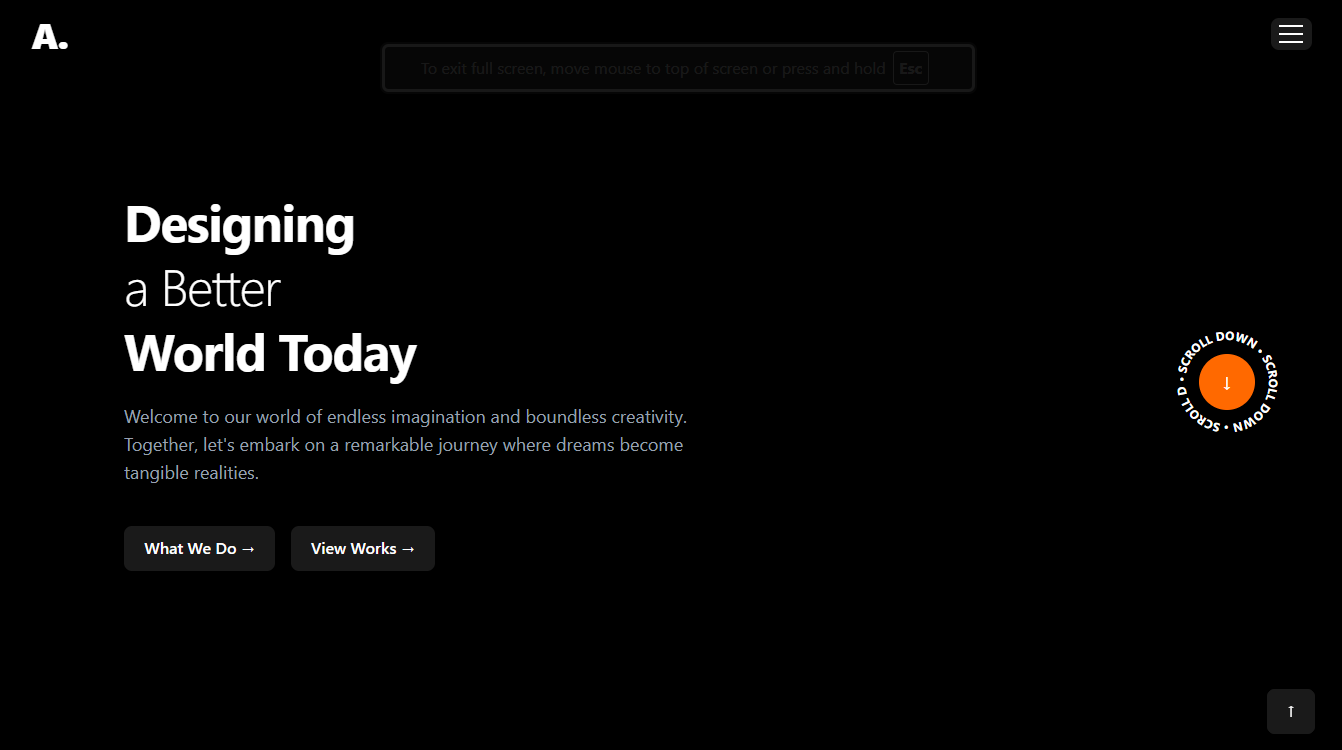 A.
To exit full screen, move mouse to top of screen or press and hold Esc
Designing
a Better
World Today
Welcome to our world of endless imagination and boundless creativity.
Together, let's embark on a remarkable journey where dreams become
tangible realities.
SCROLL DOWN • SCROLL DOWN • SCROLL D •
↓
What We Do → View Works →
↑